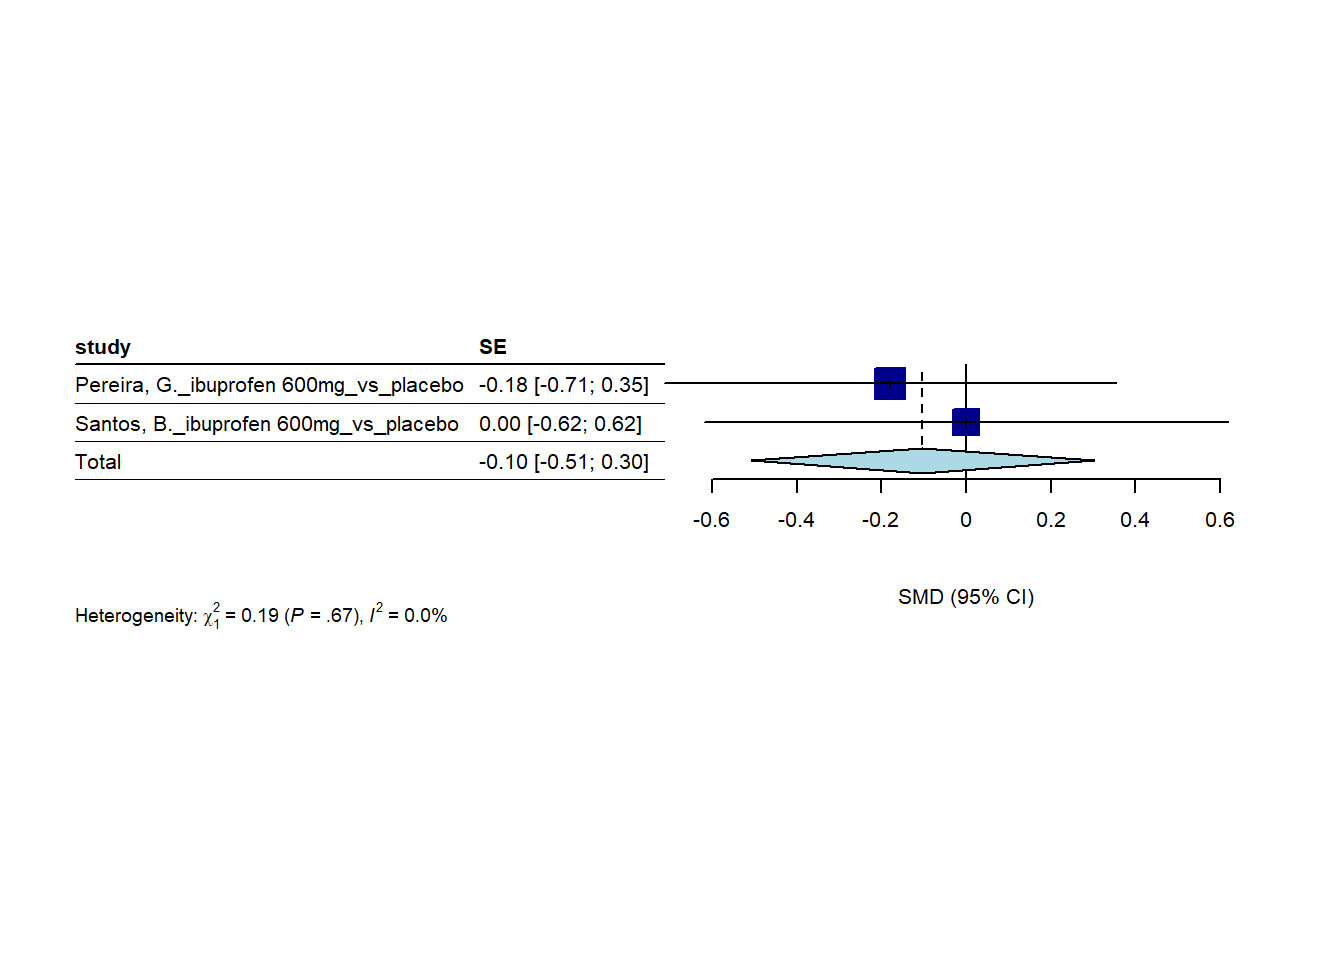 study SE
Pereira, G._ibuprofen 600mg_vs_placebo -0.18 [-0.71; 0.35]
Santos, B._ibuprofen 600mg_vs_placebo 0.00 [-0.62; 0.62]
Total -0.10 [-0.51; 0.30]
-0.6 -0.4 -0.2 0 0.2 0.4 0.6
SMD (95% CI)
Heterogeneity: χ²₁ = 0.19 (P = .67), I² = 0.0%